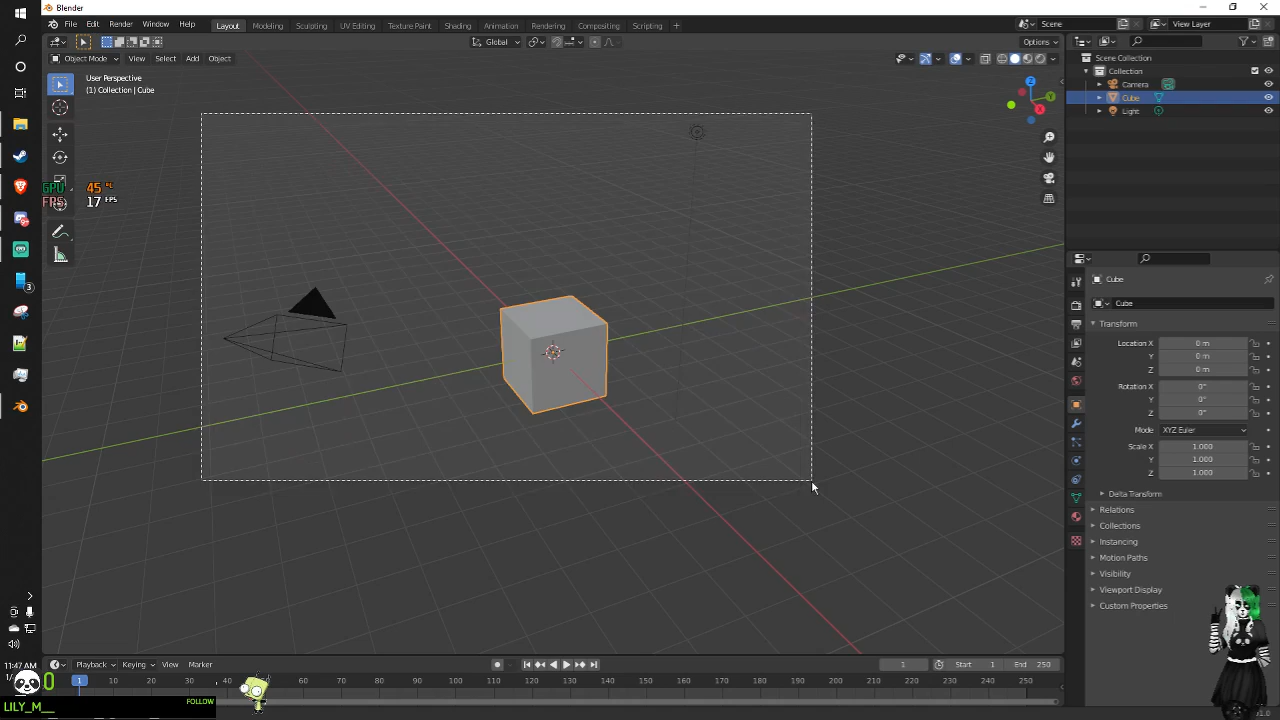 Blender
File Edit Render Window Help
Layout Modeling Sculpting UV Editing Texture Paint Shading Animation Rendering Compositing Scripting +
Scene
View Layer
Global
Options
Object Mode View Select Add Object
User Perspective
(1) Collection | Cube
Scene Collection
Collection
Camera
Cube
Light
X
Y
Z
GPU 45 °C
FPS 17 FPS
Cube
Cube
Transform
Location X 0 m
Y 0 m
Z 0 m
Rotation X 0°
Y 0°
Z 0°
Mode XYZ Euler
Scale X 1.000
Y 1.000
Z 1.000
Delta Transform
Relations
Collections
Instancing
Motion Paths
Visibility
Viewport Display
Custom Properties
3
11:47 AM
Playback Keying View Marker
1 Start 1 End 250
1 10 20 30 40 60 70 80 90 100 110 120 130 140 150 160 170 180 190 200 210 220 230 240 250
0
LILY_M__
FOLLOW